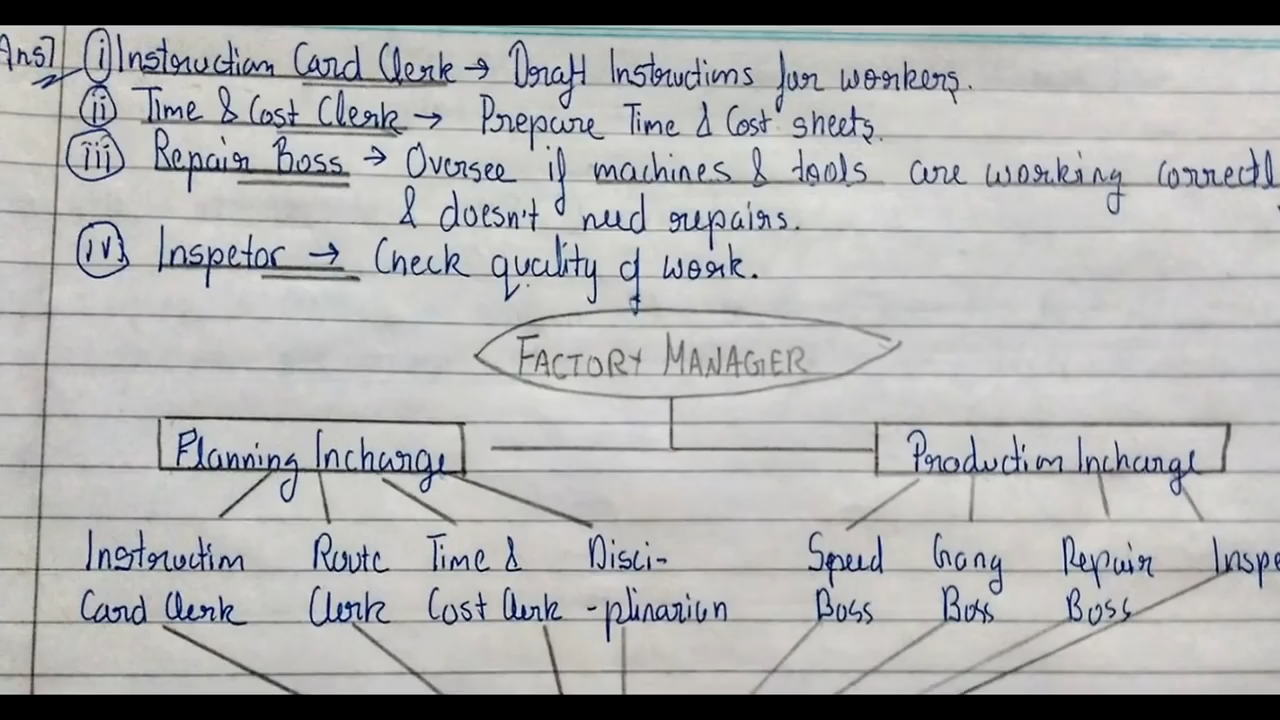 Ans7 (i) Instruction Card Clerk → Draft Instructions for workers.
(ii) Time & Cost Clerk → Prepare Time & Cost sheets.
(iii) Repair Boss → Oversee if machines & tools are working correctl
& doesn't need repairs.
(iv) Inspetor → Check quality of work.
FACTORY MANAGER
Planning Incharge Production Incharge
Instruction Route Time & Disci- Speed Gang Repair Inspe
Card Clerk Clerk Cost Clerk -plinarian Boss Boss Boss